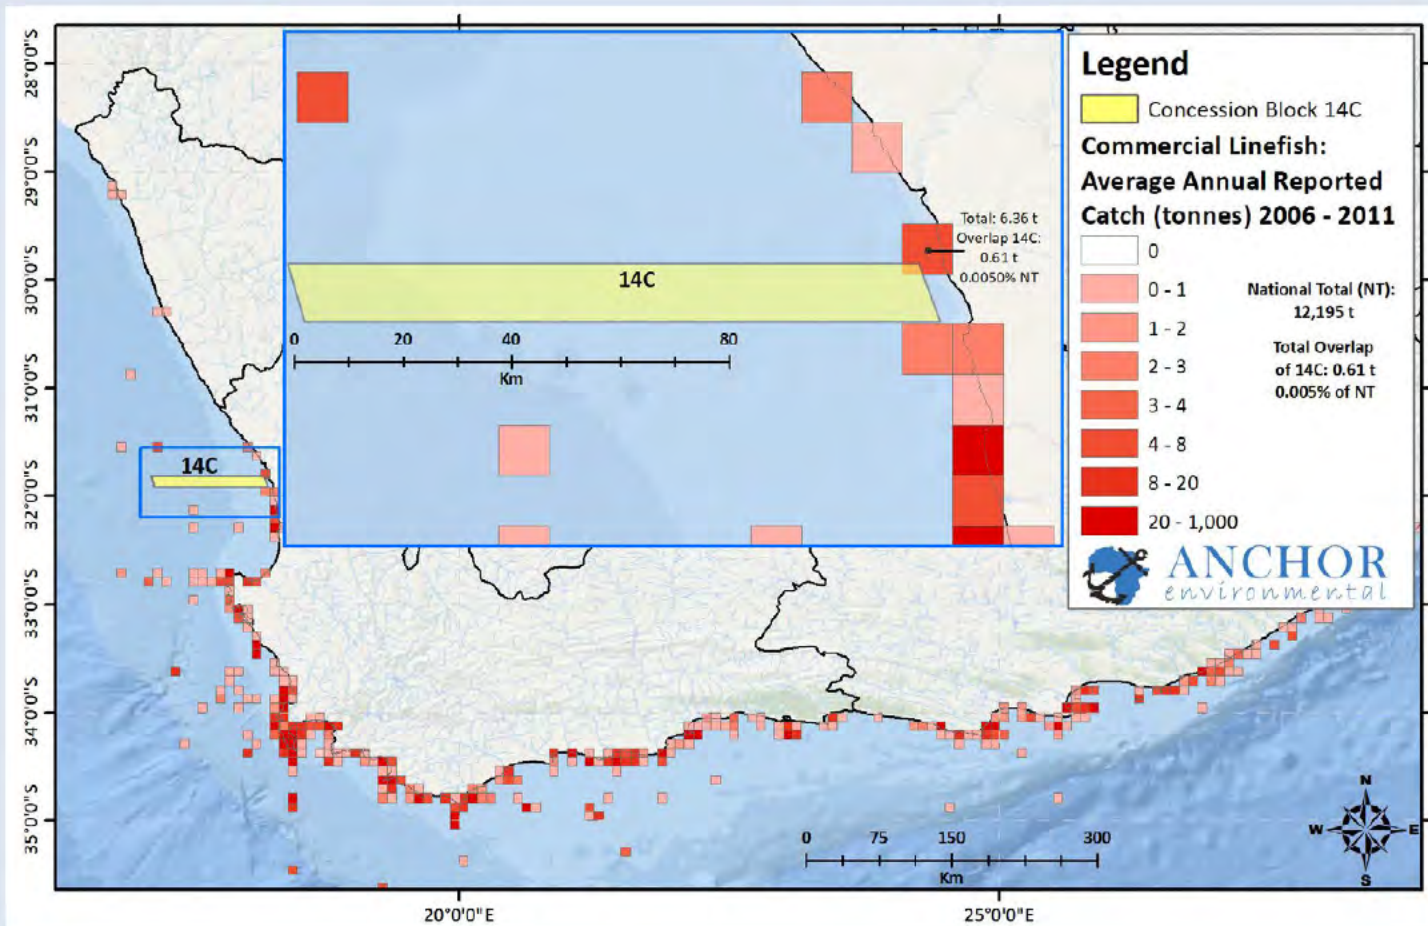 28°0'0"S
29°0'0"S
30°0'0"S
31°0'0"S
32°0'0"S
33°0'0"S
34°0'0"S
35°0'0"S
20°0'0"E
25°0'0"E
14C
14C
Total: 6.36 t
Overlap 14C:
0.61 t
0.0050% NT
0 20 40 80
Km
Legend
Concession Block 14C
Commercial Linefish:
Average Annual Reported
Catch (tonnes) 2006 - 2011
0
0 - 1
1 - 2
2 - 3
3 - 4
4 - 8
8 - 20
20 - 1,000
National Total (NT):
12,195 t
Total Overlap
of 14C: 0.61 t
0.005% of NT
ANCHOR
environmental
N
W E
S
0 75 150 300
Km